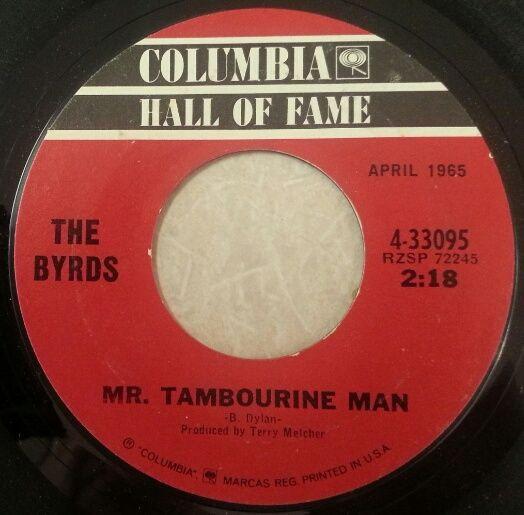 COLUMBIA
HALL OF FAME
APRIL 1965
THE
BYRDS
4-33095
RZSP 72245
2:18
MR. TAMBOURINE MAN
-B. Dylan-
Produced by Terry Melcher
® "COLUMBIA", MARCAS REG. PRINTED IN U.S.A.